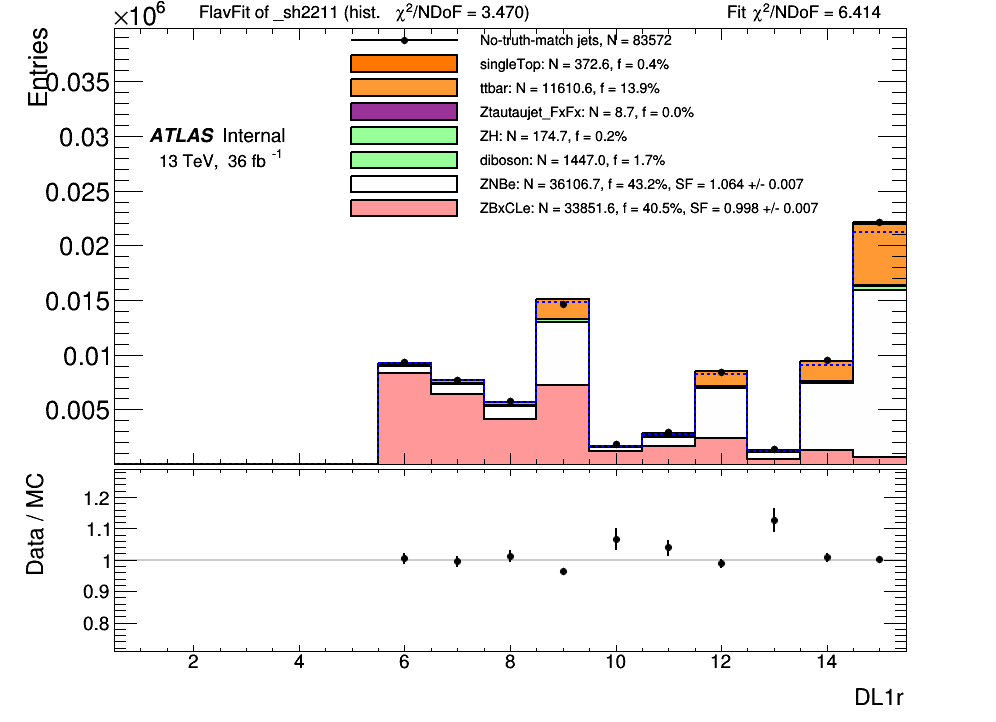 ×10⁶
FlavFit of _sh2211 (hist. χ²/NDoF = 3.470)
Fit χ²/NDoF = 6.414
Entries
0.035
0.03
0.025
0.02
0.015
0.01
0.005
ATLAS Internal
13 TeV, 36 fb⁻¹
No-truth-match jets, N = 83572
singleTop: N = 372.6, f = 0.4%
ttbar: N = 11610.6, f = 13.9%
Ztautaujet_FxFx: N = 8.7, f = 0.0%
ZH: N = 174.7, f = 0.2%
diboson: N = 1447.0, f = 1.7%
ZNBe: N = 36106.7, f = 43.2%, SF = 1.064 +/- 0.007
ZBxCLe: N = 33851.6, f = 40.5%, SF = 0.998 +/- 0.007
Data / MC
1.2
1.1
1
0.9
0.8
2 4 6 8 10 12 14
DL1r